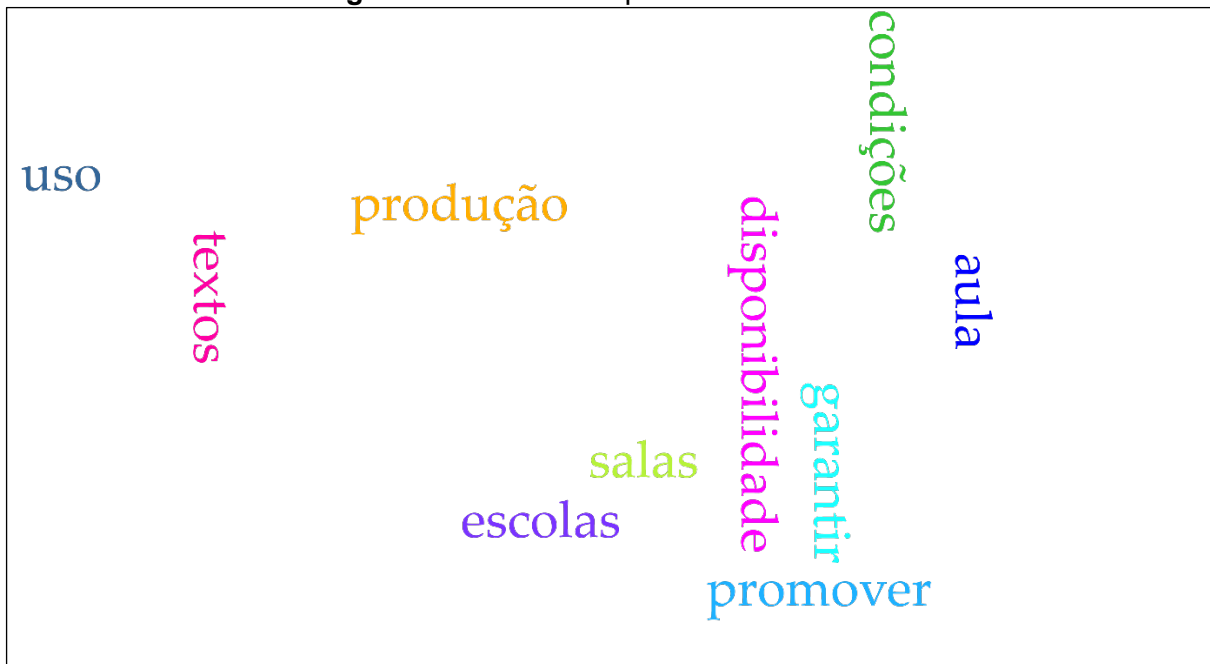 condições
uso
produção
disponibilidade
textos
aula
garantir
salas
escolas
promover